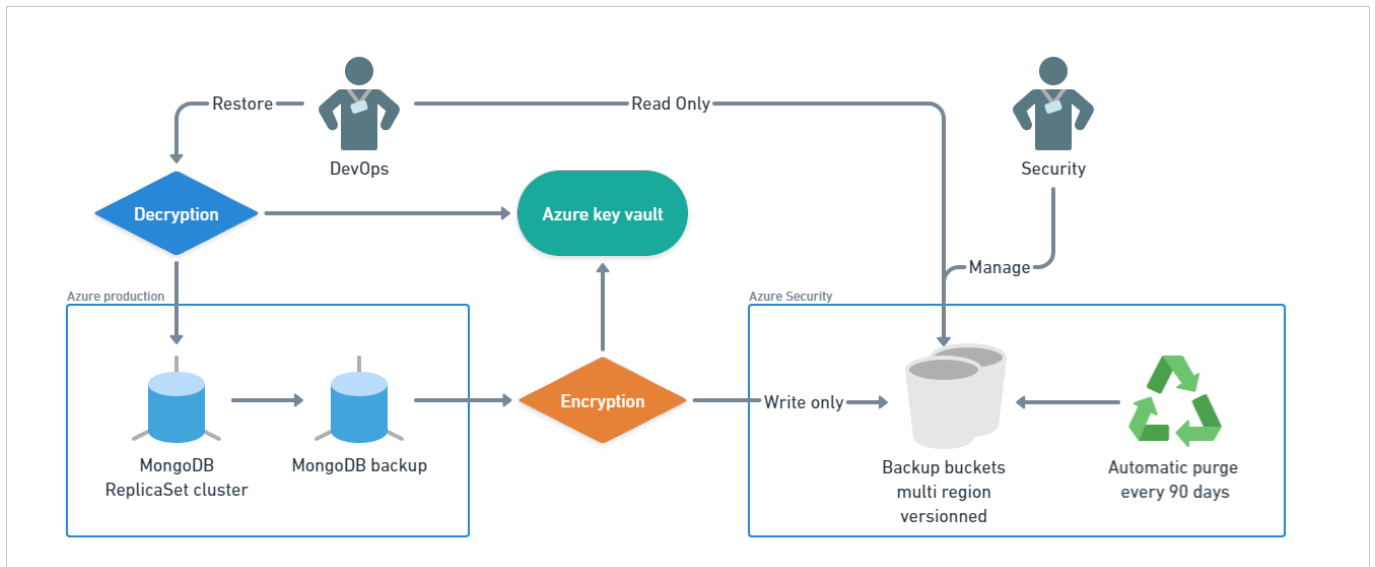 Restore
Read Only
DevOps
Security
Decryption
Azure key vault
Manage
Azure production
Azure Security
Encryption
Write only
MongoDB
ReplicaSet cluster
MongoDB backup
Backup buckets
multi region
versionned
Automatic purge
every 90 days